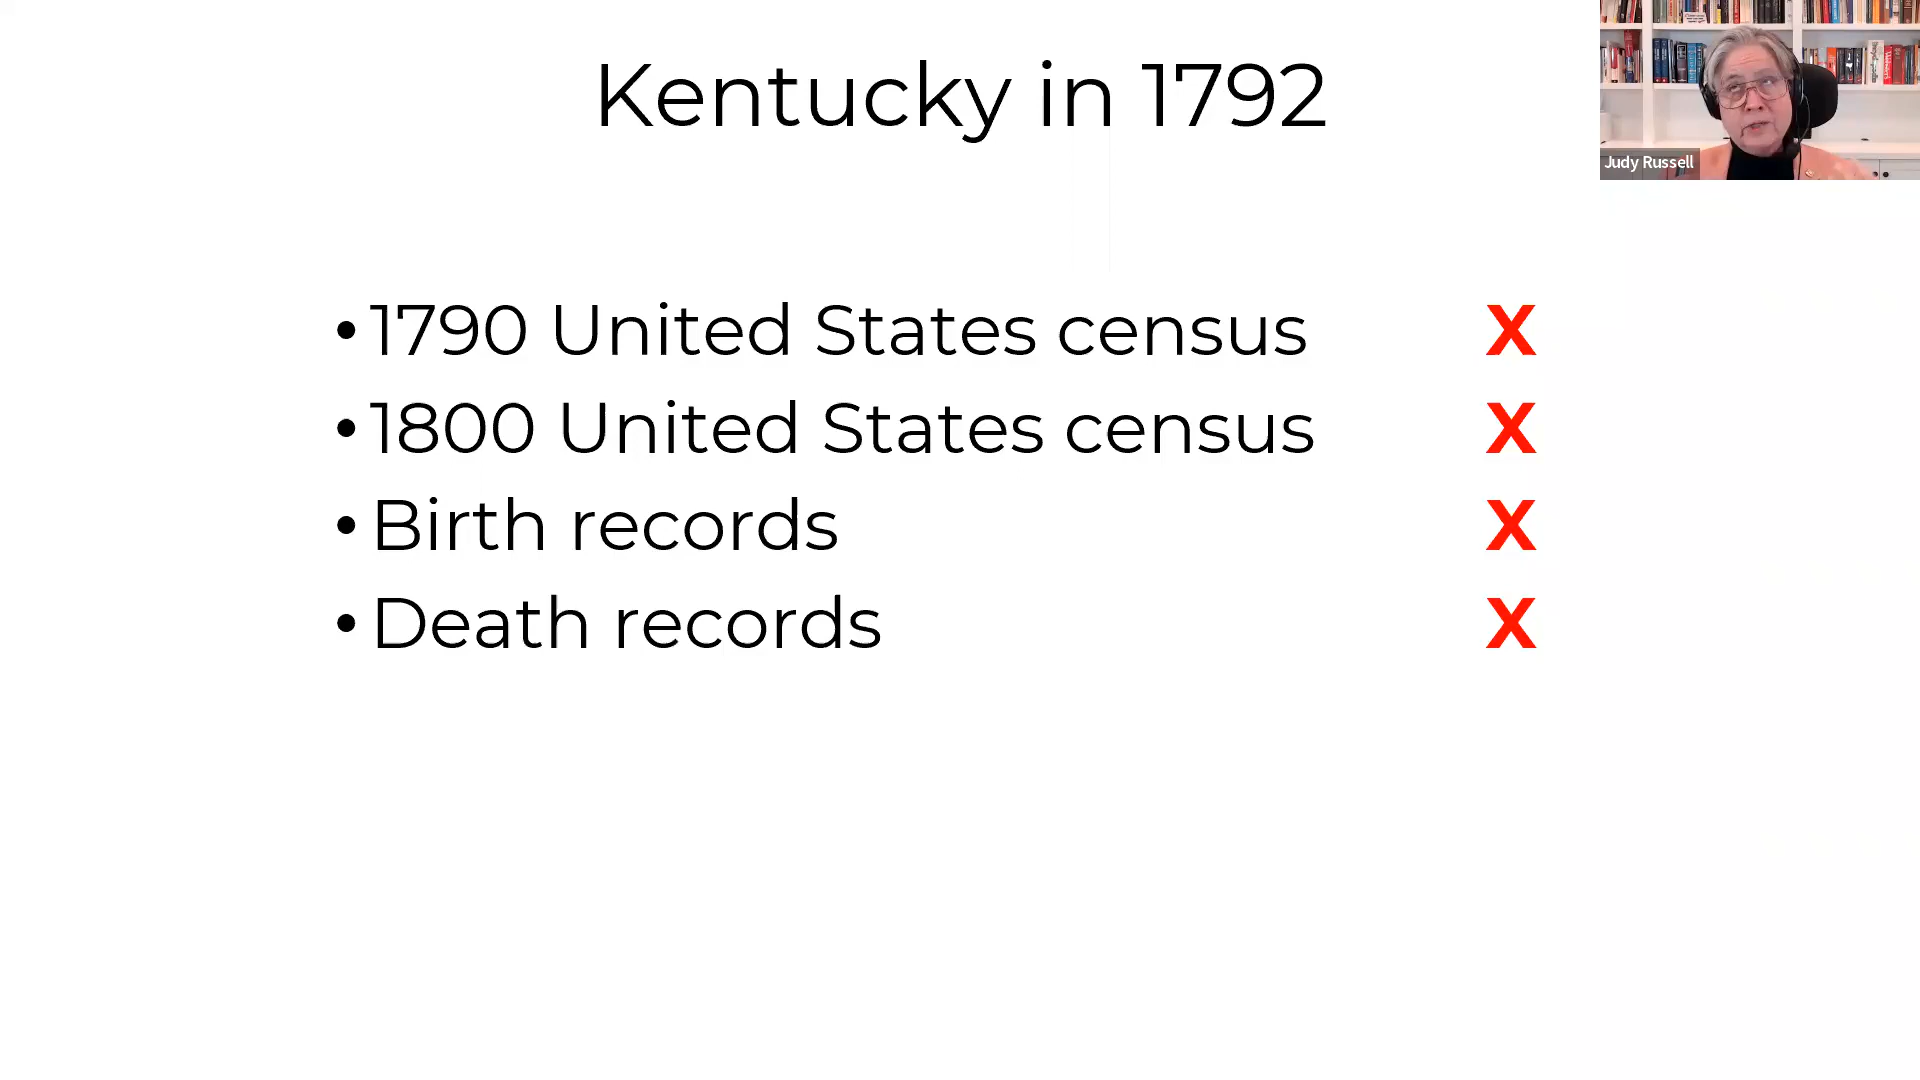 Kentucky in 1792
Judy Russell
•1790 United States census X
•1800 United States census X
•Birth records X
•Death records X